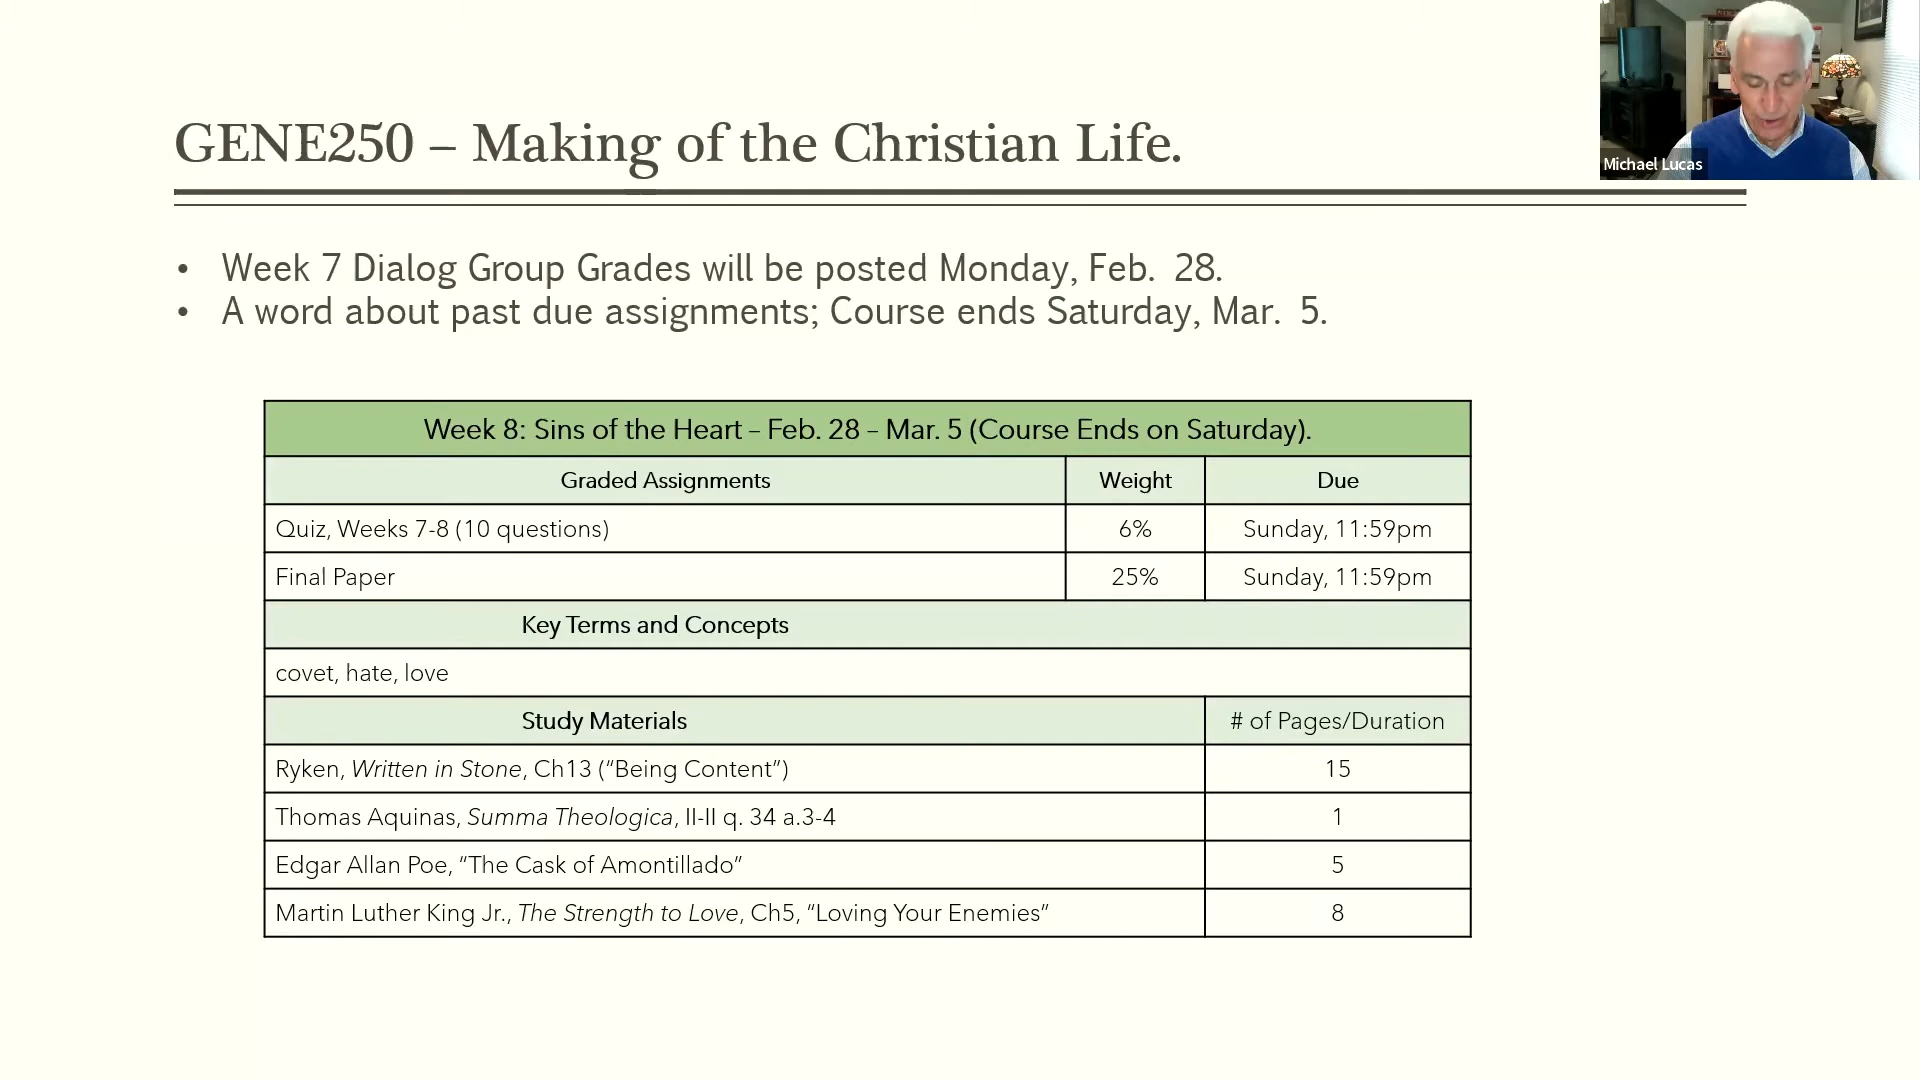 Michael Lucas
GENE250 – Making of the Christian Life.
• Week 7 Dialog Group Grades will be posted Monday, Feb. 28.
• A word about past due assignments; Course ends Saturday, Mar. 5.
Week 8: Sins of the Heart – Feb. 28 – Mar. 5 (Course Ends on Saturday).
Graded Assignments Weight Due
Quiz, Weeks 7-8 (10 questions) 6% Sunday, 11:59pm
Final Paper 25% Sunday, 11:59pm
Key Terms and Concepts
covet, hate, love
Study Materials # of Pages/Duration
Ryken, Written in Stone, Ch13 (“Being Content”) 15
Thomas Aquinas, Summa Theologica, II-II q. 34 a.3-4 1
Edgar Allan Poe, “The Cask of Amontillado” 5
Martin Luther King Jr., The Strength to Love, Ch5, “Loving Your Enemies” 8